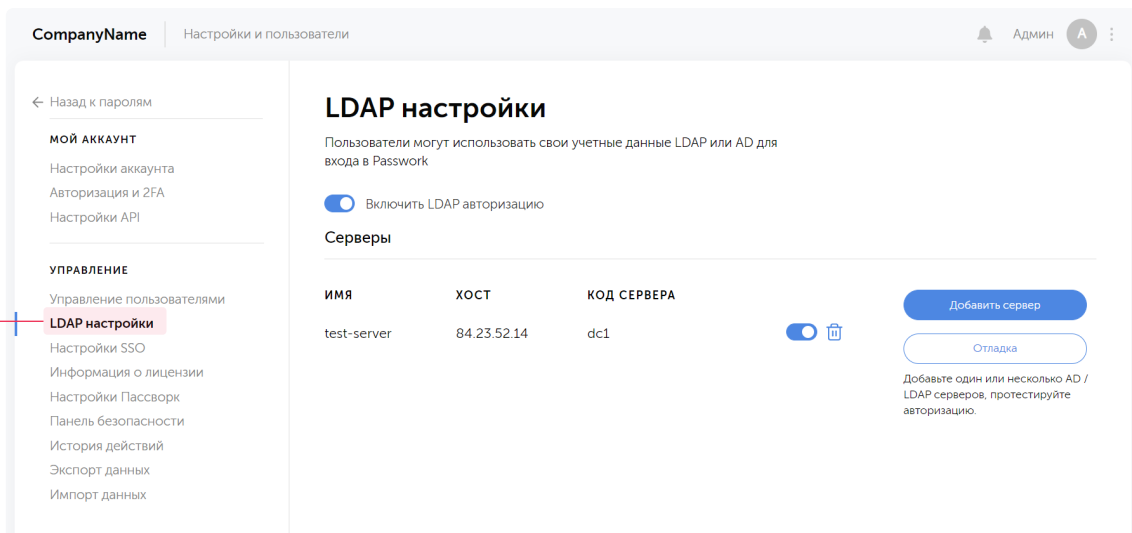 CompanyName
Настройки и пользователи
Админ
А
Назад к паролям
МОЙ АККАУНТ
Настройки аккаунта
Авторизация и 2FA
Настройки API
УПРАВЛЕНИЕ
Управление пользователями
LDAP настройки
Настройки SSO
Информация о лицензии
Настройки Пассворк
Панель безопасности
История действий
Экспорт данных
Импорт данных
LDAP настройки
Пользователи могут использовать свои учетные данные LDAP или AD для
входа в Passwork
Включить LDAP авторизацию
Серверы
ИМЯ ХОСТ КОД СЕРВЕРА
test-server 84.23.52.14 dc1
Добавить сервер
Отладка
Добавьте один или несколько AD /
LDAP серверов, протестируйте
авторизацию.